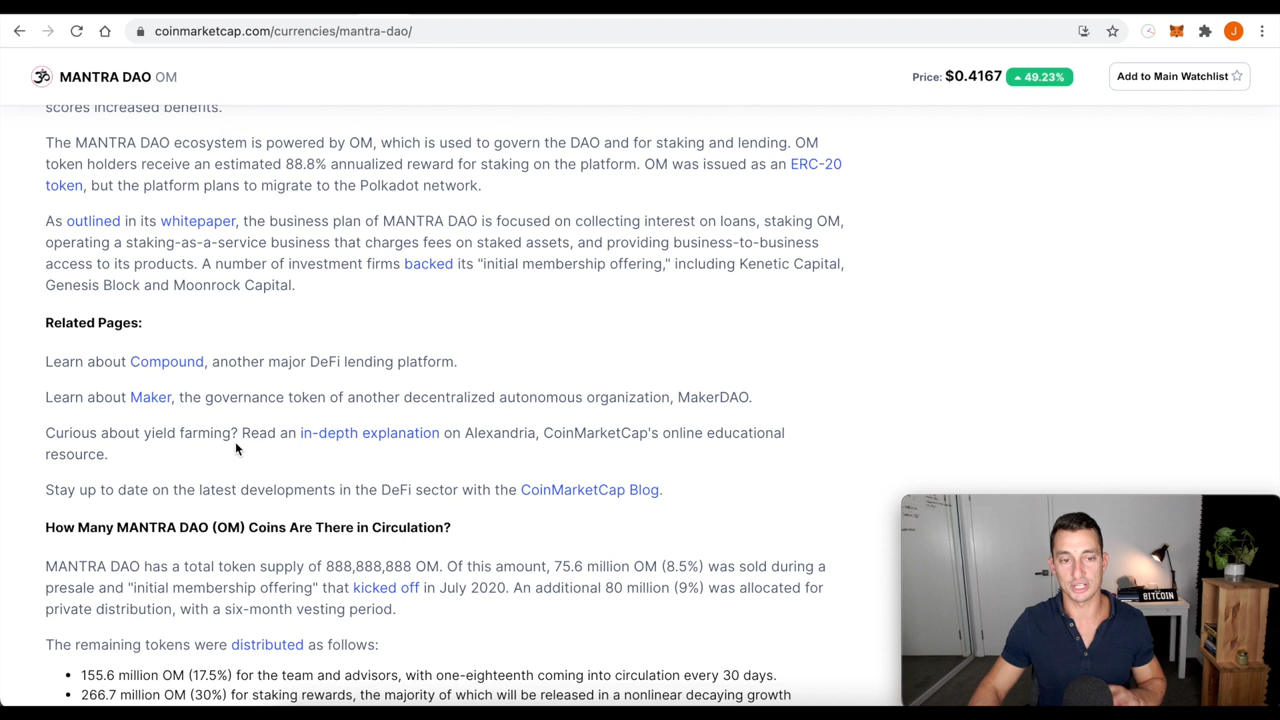 coinmarketcap.com/currencies/mantra-dao/
J
MANTRA DAO OM
Price: $0.4167 49.23%
Add to Main Watchlist
scores increased benefits.
The MANTRA DAO ecosystem is powered by OM, which is used to govern the DAO and for staking and lending. OM
token holders receive an estimated 88.8% annualized reward for staking on the platform. OM was issued as an ERC-20
token, but the platform plans to migrate to the Polkadot network.
As outlined in its whitepaper, the business plan of MANTRA DAO is focused on collecting interest on loans, staking OM,
operating a staking-as-a-service business that charges fees on staked assets, and providing business-to-business
access to its products. A number of investment firms backed its "initial membership offering," including Kenetic Capital,
Genesis Block and Moonrock Capital.
Related Pages:
Learn about Compound, another major DeFi lending platform.
Learn about Maker, the governance token of another decentralized autonomous organization, MakerDAO.
Curious about yield farming? Read an in-depth explanation on Alexandria, CoinMarketCap's online educational
resource.
Stay up to date on the latest developments in the DeFi sector with the CoinMarketCap Blog.
How Many MANTRA DAO (OM) Coins Are There in Circulation?
MANTRA DAO has a total token supply of 888,888,888 OM. Of this amount, 75.6 million OM (8.5%) was sold during a
presale and "initial membership offering" that kicked off in July 2020. An additional 80 million (9%) was allocated for
private distribution, with a six-month vesting period.
The remaining tokens were distributed as follows:
• 155.6 million OM (17.5%) for the team and advisors, with one-eighteenth coming into circulation every 30 days.
• 266.7 million OM (30%) for staking rewards, the majority of which will be released in a nonlinear decaying growth
BITCOIN